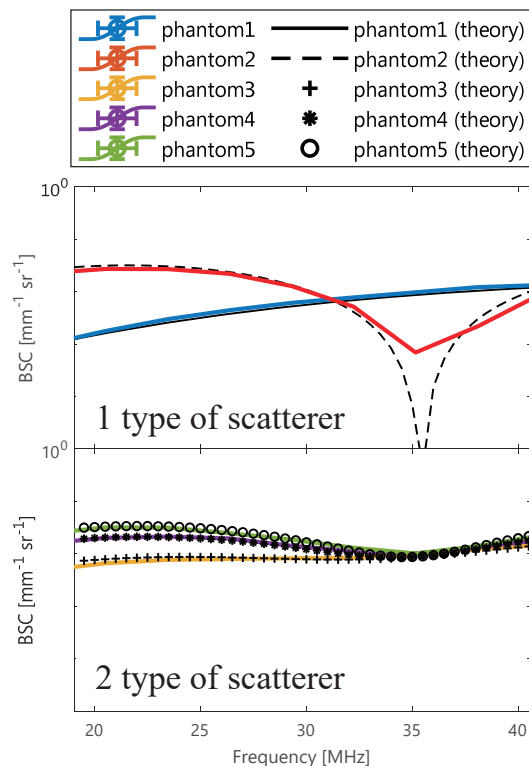 phantom1 phantom1 (theory)
phantom2 phantom2 (theory)
phantom3 phantom3 (theory)
phantom4 phantom4 (theory)
phantom5 phantom5 (theory)
10^0
BSC [mm^-1 sr^-1]
1 type of scatterer
10^0
BSC [mm^-1 sr^-1]
2 type of scatterer
20 25 30 35 40
Frequency [MHz]